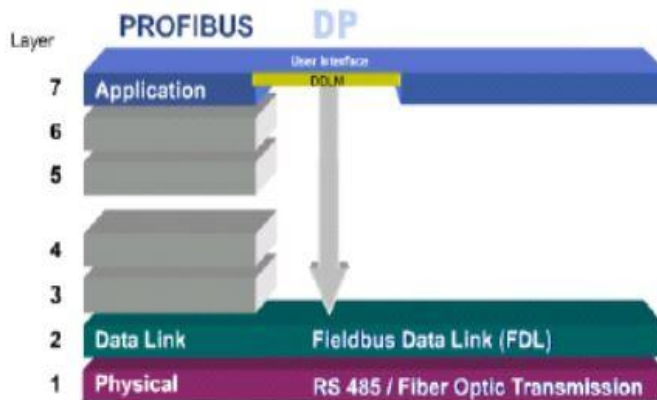 PROFIBUS DP
Layer
User Interface
DDLM
7 Application
6
5
4
3
2 Data Link Fieldbus Data Link (FDL)
1 Physical RS 485 / Fiber Optic Transmission